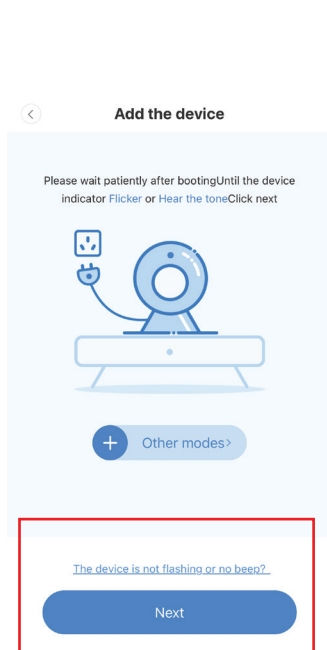 Add the device
Please wait patiently after bootingUntil the device
indicator Flicker or Hear the toneClick next
Other modes>
The device is not flashing or no beep?
Next